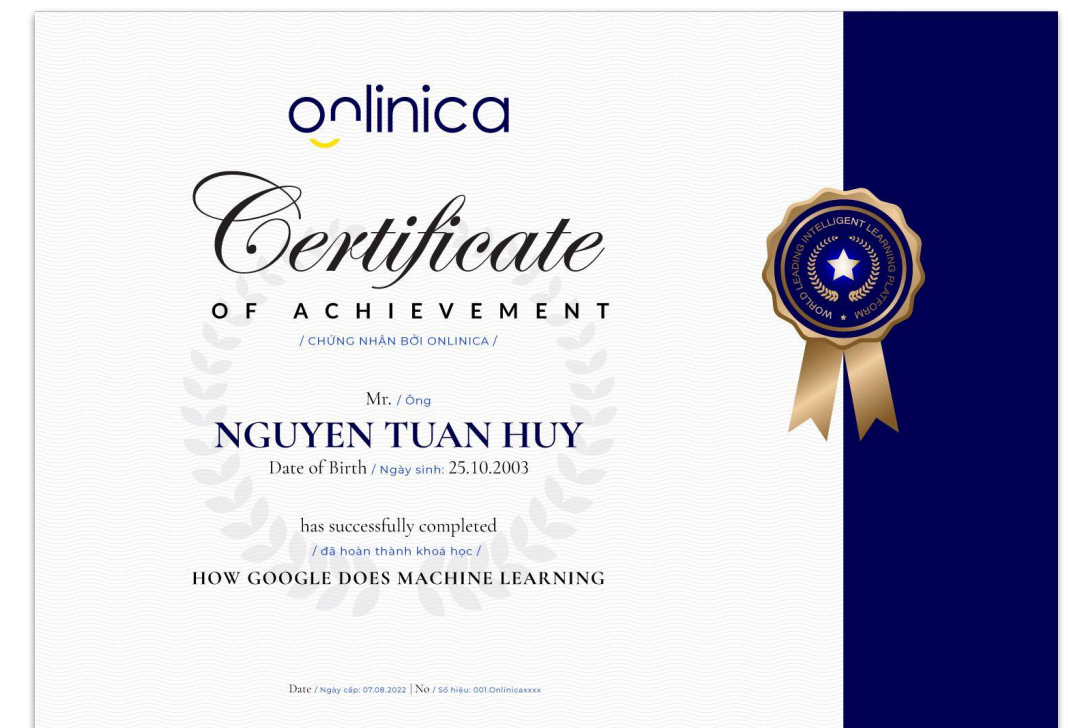 onlinica
Certificate
OF ACHIEVEMENT
/ CHỨNG NHẬN BỞI ONLINICA /
Mr. / Ông
NGUYEN TUAN HUY
Date of Birth / Ngày sinh: 25.10.2003
has successfully completed
/ đã hoàn thành khoá học /
HOW GOOGLE DOES MACHINE LEARNING
Date / Ngày cấp: 07.08.2022 | No / Số hiệu: 001.Onlinicaxxxx
WORLD LEADING INTELLIGENT LEARNING PLATFORM